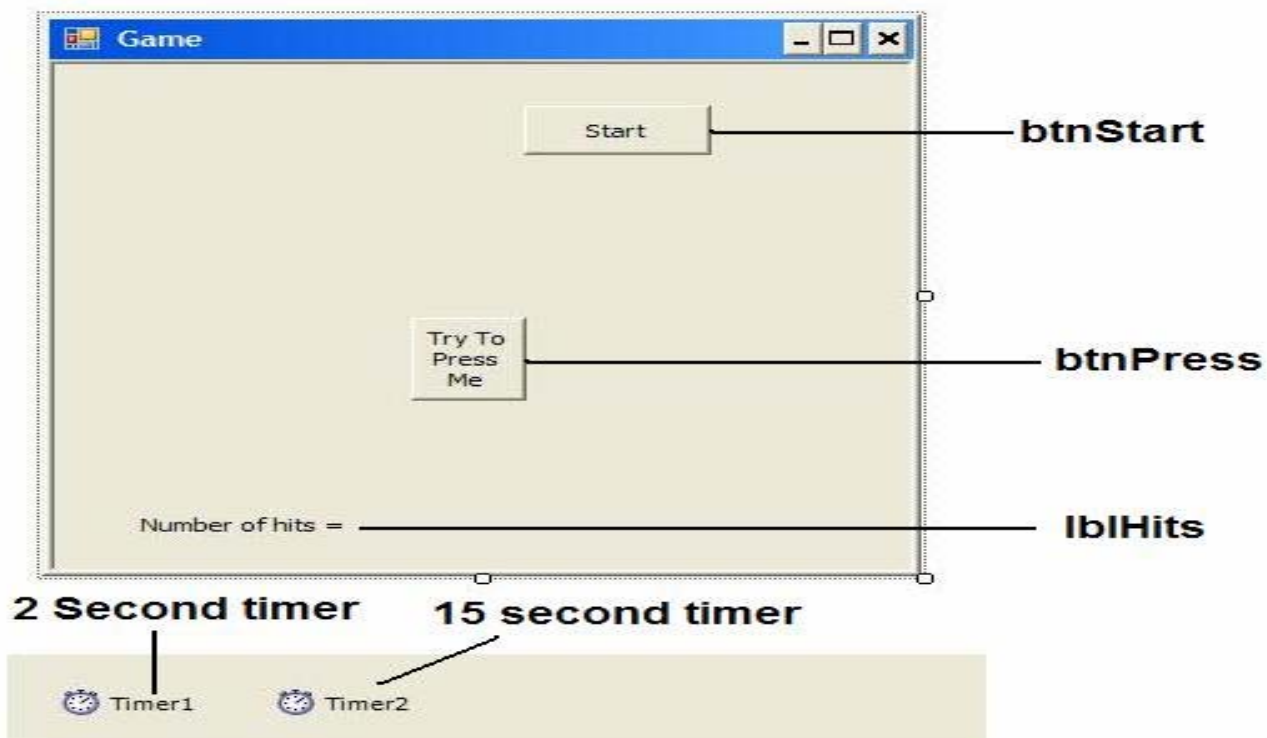 Game
Start
btnStart
Try To
Press
Me
btnPress
Number of hits =
lblHits
2 Second timer
15 second timer
Timer1
Timer2